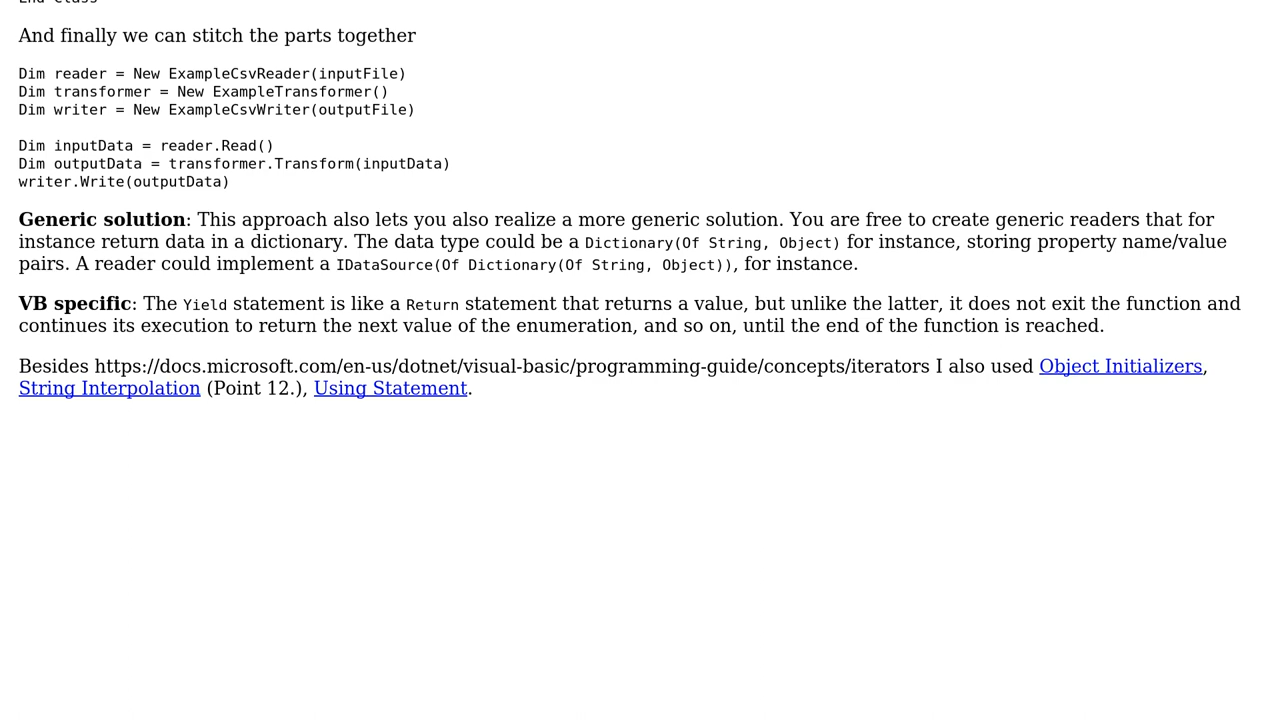 End Class
And finally we can stitch the parts together
Dim reader = New ExampleCsvReader(inputFile)
Dim transformer = New ExampleTransformer()
Dim writer = New ExampleCsvWriter(outputFile)
Dim inputData = reader.Read()
Dim outputData = transformer.Transform(inputData)
writer.Write(outputData)
Generic solution: This approach also lets you also realize a more generic solution. You are free to create generic readers that for
instance return data in a dictionary. The data type could be a Dictionary(Of String, Object) for instance, storing property name/value
pairs. A reader could implement a IDataSource(Of Dictionary(Of String, Object)), for instance.
VB specific: The Yield statement is like a Return statement that returns a value, but unlike the latter, it does not exit the function and
continues its execution to return the next value of the enumeration, and so on, until the end of the function is reached.
Besides https://docs.microsoft.com/en-us/dotnet/visual-basic/programming-guide/concepts/iterators I also used Object Initializers,
String Interpolation (Point 12.), Using Statement.